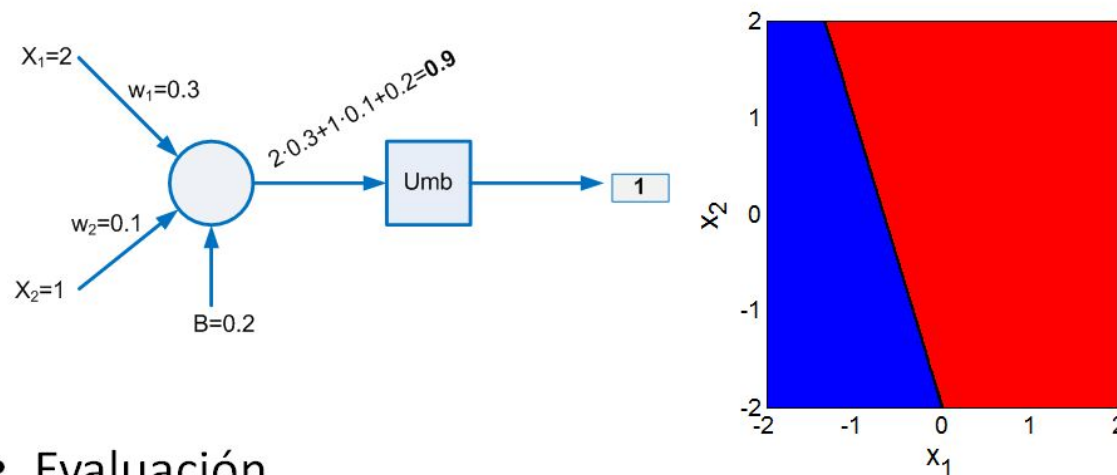 X₁=2
w₁=0.3
2·0.3+1·0.1+0.2=0.9
Umb
1
w₂=0.1
X₂=1
B=0.2
2
1
0
-1
-2
x₂
-2 -1 0 1 2
x₁
• Evaluación